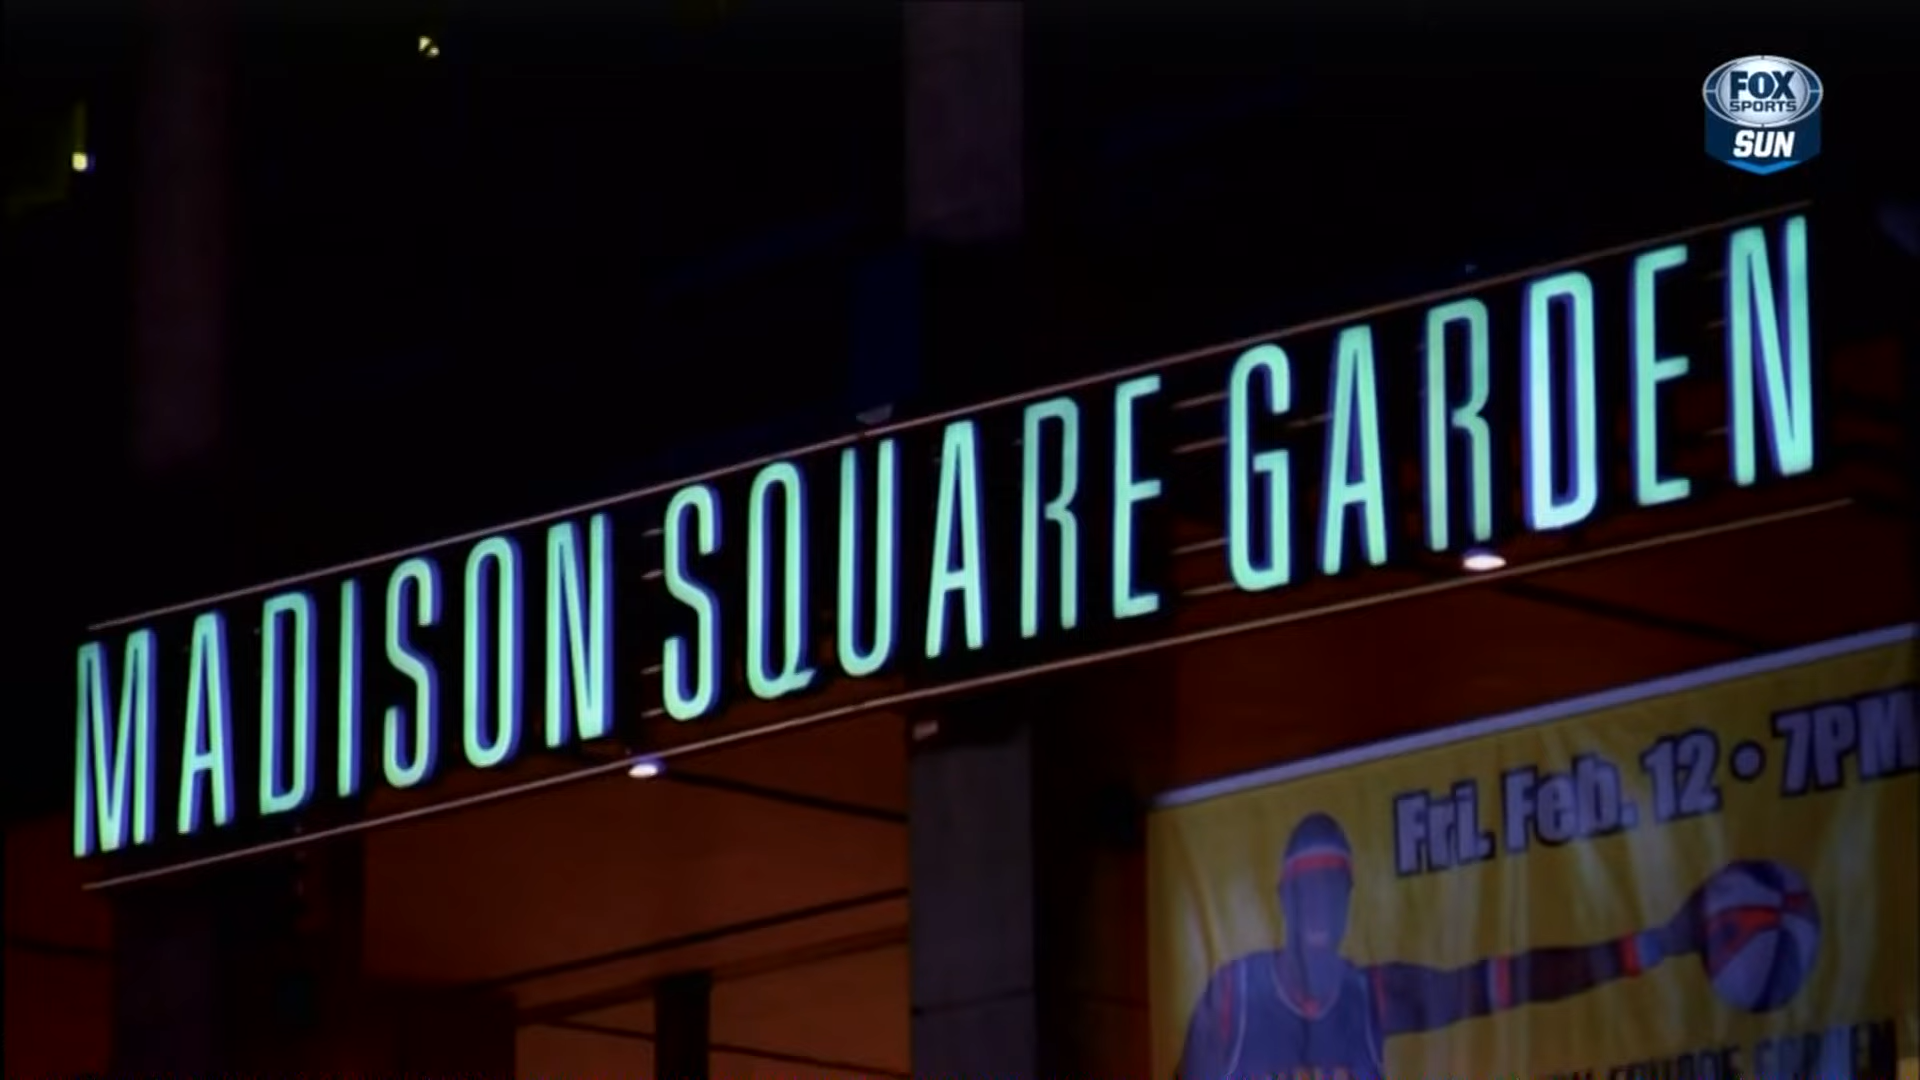 FOX
SPORTS
SUN
MADISON SQUARE GARDEN
Fri. Feb. 12 • 7PM